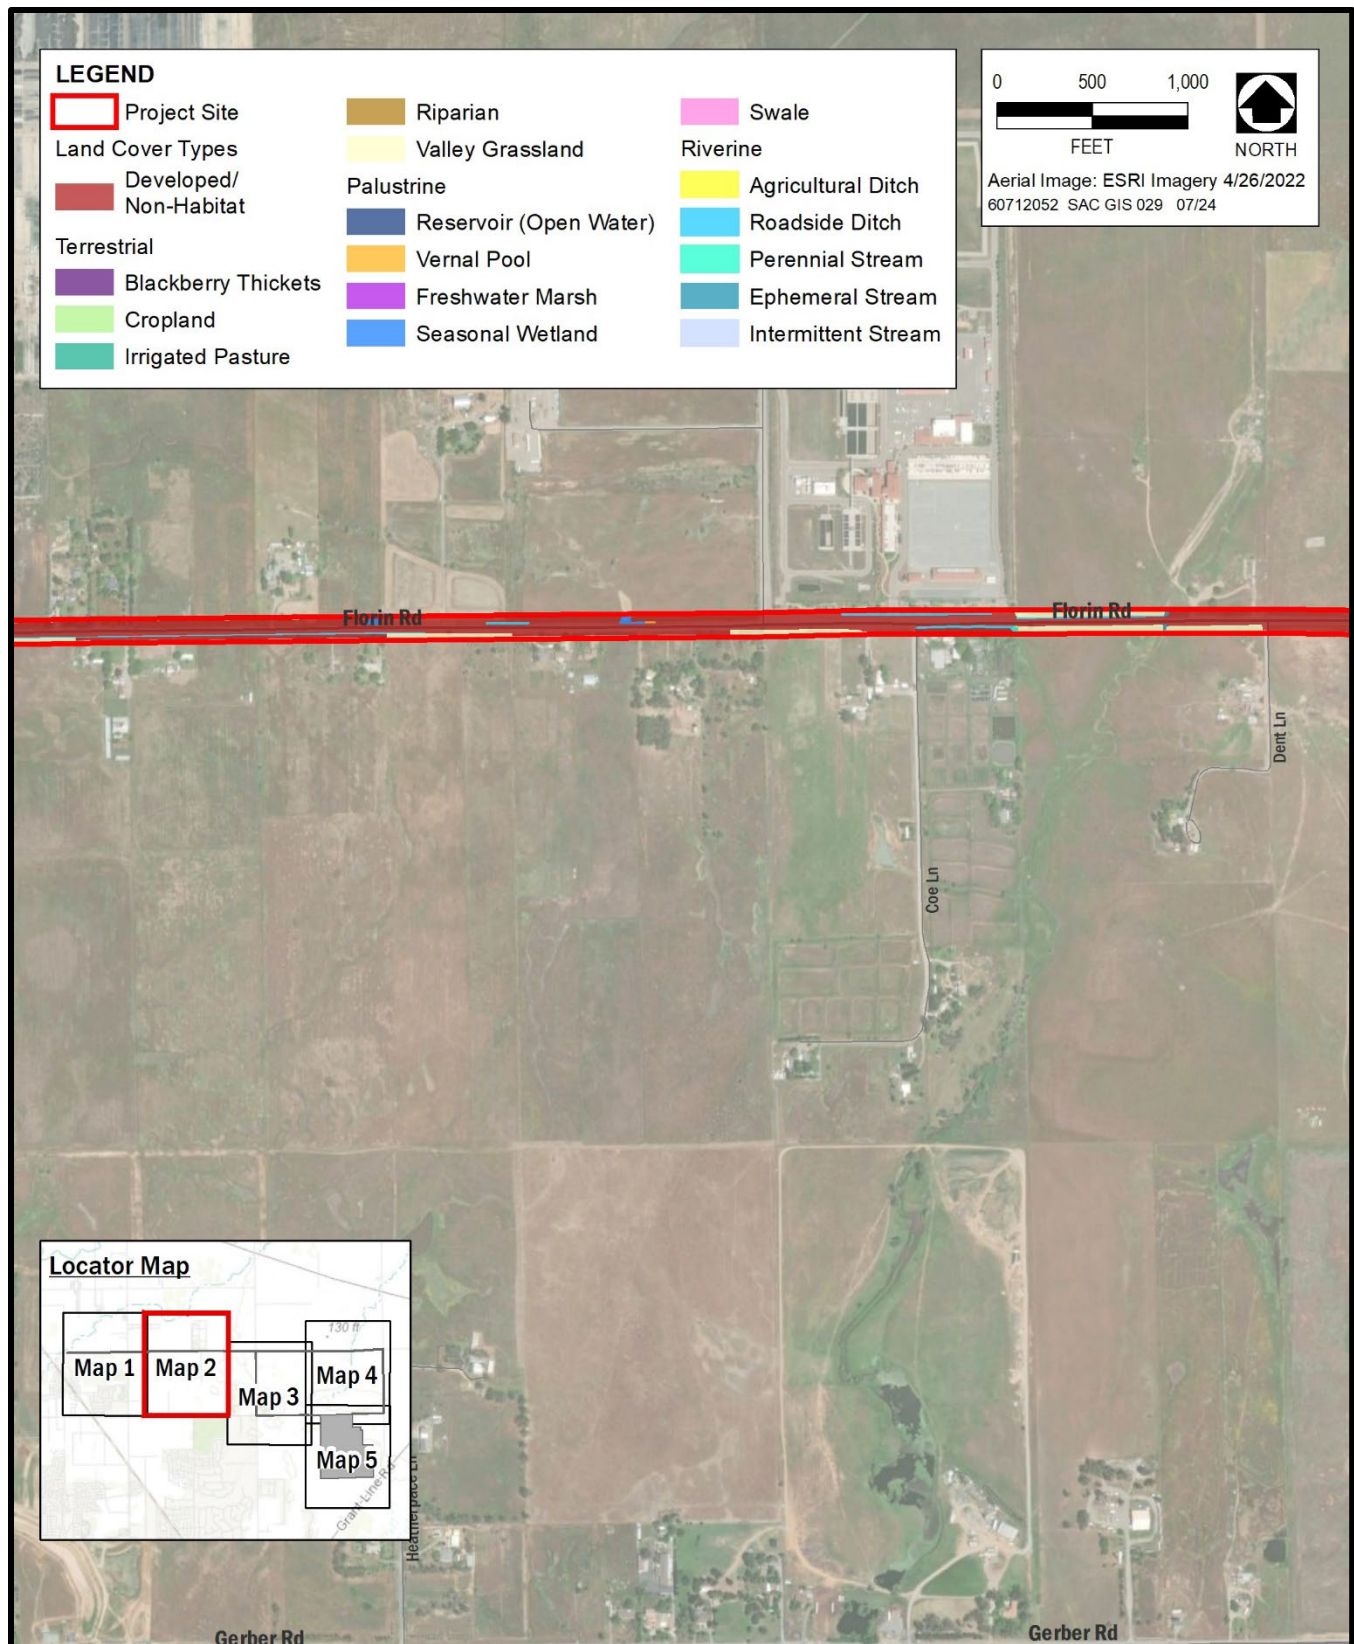 LEGEND
Project Site
Land Cover Types
Developed/
Non-Habitat
Terrestrial
Blackberry Thickets
Cropland
Irrigated Pasture
Riparian
Valley Grassland
Palustrine
Reservoir (Open Water)
Vernal Pool
Freshwater Marsh
Seasonal Wetland
Swale
Riverine
Agricultural Ditch
Roadside Ditch
Perennial Stream
Ephemeral Stream
Intermittent Stream
0 500 1,000
FEET
NORTH
Aerial Image: ESRI Imagery 4/26/2022
60712052 SAC GIS 029 07/24
Florin Rd
Florin Rd
Dent Ln
Coe Ln
Locator Map
130 ft
Map 1
Map 2
Map 3
Map 4
Map 5
Grant Line Rd
Heatherpace Ln
Gerber Rd
Gerber Rd